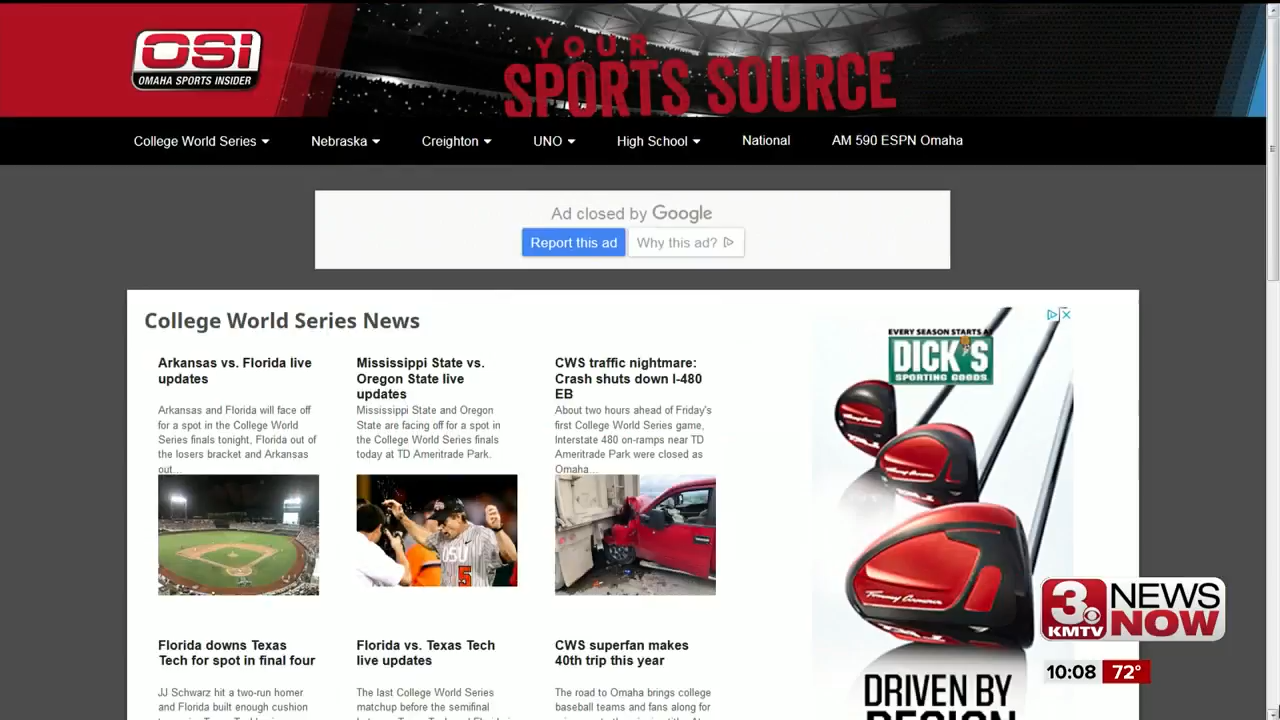 OSI
OMAHA SPORTS INSIDER
YOUR
SPORTS SOURCE
College World Series
Nebraska
Creighton
UNO
High School
National
AM 590 ESPN Omaha
Ad closed by Google
Report this ad
Why this ad?
College World Series News
Arkansas vs. Florida live
updates
Arkansas and Florida will face off
for a spot in the College World
Series finals tonight, Florida out of
the losers bracket and Arkansas
out...
Mississippi State vs.
Oregon State live
updates
Mississippi State and Oregon
State are facing off for a spot in
the College World Series finals
today at TD Ameritrade Park.
OSU
5
CWS traffic nightmare:
Crash shuts down I-480
EB
About two hours ahead of Friday's
first College World Series game,
Interstate 480 on-ramps near TD
Ameritrade Park were closed as
Omaha...
Florida downs Texas
Tech for spot in final four
JJ Schwarz hit a two-run homer
and Florida built enough cushion
Florida vs. Texas Tech
live updates
The last College World Series
matchup before the semifinal
CWS superfan makes
40th trip this year
The road to Omaha brings college
baseball teams and fans along for
EVERY SEASON STARTS AT
DICK'S
SPORTING GOODS
Tommy Armour
DRIVEN BY
DESIGN
3
KMTV
NEWS
NOW
10:08
72°